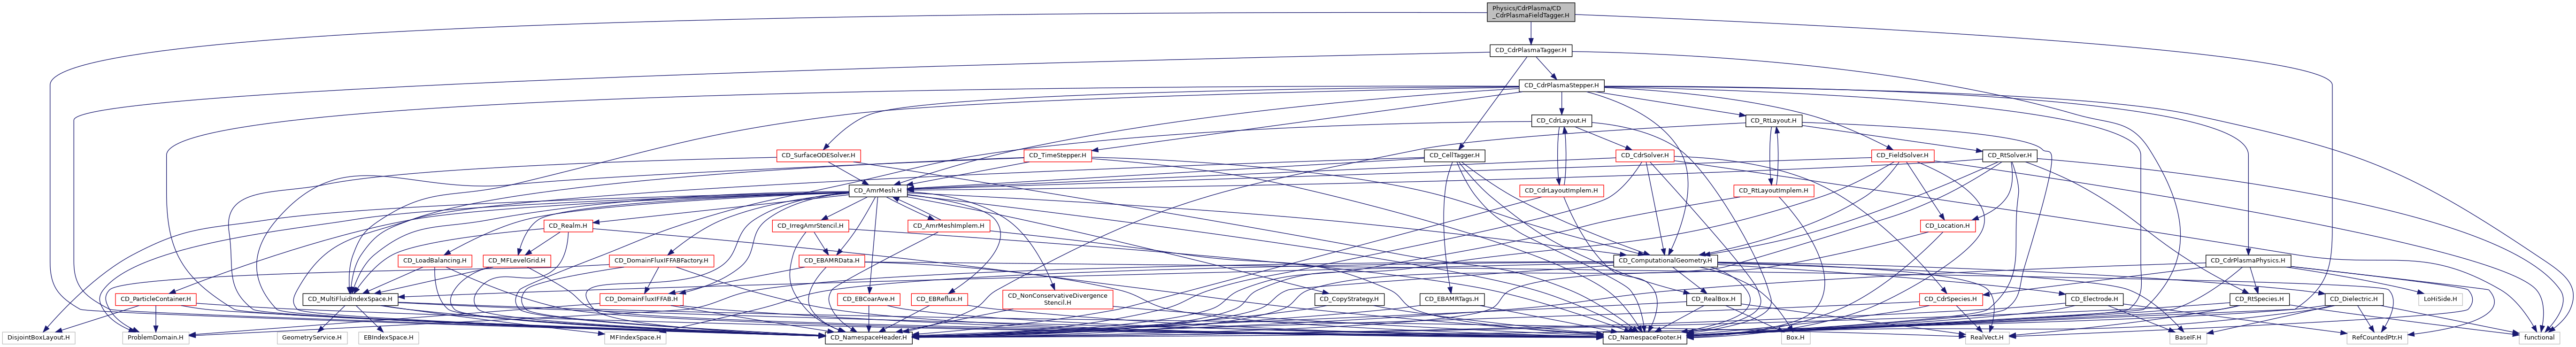 Physics/CdrPlasma/CD
_CdrPlasmaFieldTagger.H
CD_CdrPlasmaTagger.H
CD_CdrPlasmaStepper.H
CD_CdrLayout.H
CD_RtLayout.H
CD_SurfaceODESolver.H
CD_TimeStepper.H
CD_CellTagger.H
CD_CdrSolver.H
CD_FieldSolver.H
CD_RtSolver.H
CD_AmrMesh.H
CD_CdrLayoutImplem.H
CD_RtLayoutImplem.H
CD_Realm.H
CD_IrregAmrStencil.H
CD_AmrMeshImplem.H
CD_Location.H
CD_LoadBalancing.H
CD_MFLevelGrid.H
CD_DomainFluxIFFABFactory.H
CD_EBAMRData.H
CD_ComputationalGeometry.H
CD_CdrPlasmaPhysics.H
CD_ParticleContainer.H
CD_MultiFluidIndexSpace.H
CD_DomainFluxIFFAB.H
CD_EBCoarAve.H
CD_EBReflux.H
CD_NonConservativeDivergence
Stencil.H
CD_CopyStrategy.H
CD_EBAMRTags.H
CD_RealBox.H
CD_CdrSpecies.H
CD_Electrode.H
CD_RtSpecies.H
CD_Dielectric.H
LoHiSide.H
DisjointBoxLayout.H
ProblemDomain.H
GeometryService.H
EBIndexSpace.H
MFIndexSpace.H
CD_NamespaceHeader.H
CD_NamespaceFooter.H
Box.H
RealVect.H
BaseIF.H
RefCountedPtr.H
functional